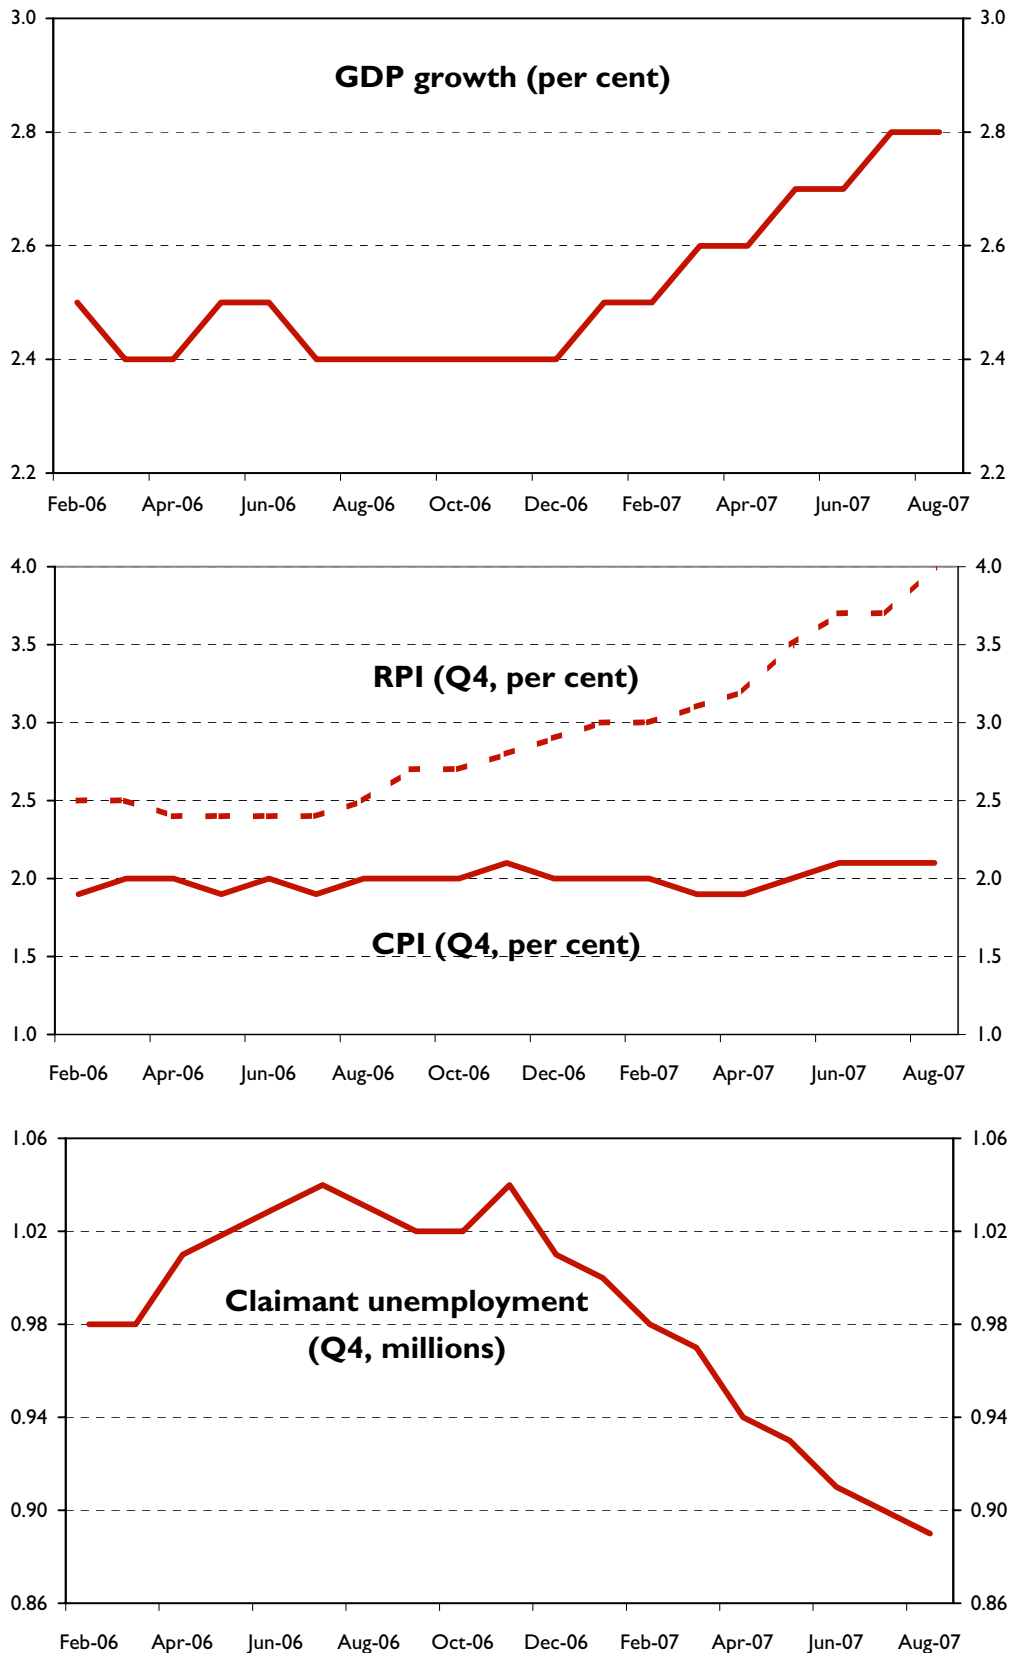 3.0 3.0
GDP growth (per cent)
2.8 2.8
2.6 2.6
2.4 2.4
2.2 2.2
Feb-06 Apr-06 Jun-06 Aug-06 Oct-06 Dec-06 Feb-07 Apr-07 Jun-07 Aug-07
4.0 4.0
3.5 3.5
RPI (Q4, per cent)
3.0 3.0
2.5 2.5
2.0 2.0
CPI (Q4, per cent)
1.5 1.5
1.0 1.0
Feb-06 Apr-06 Jun-06 Aug-06 Oct-06 Dec-06 Feb-07 Apr-07 Jun-07 Aug-07
1.06 1.06
1.02 1.02
Claimant unemployment
0.98 0.98
(Q4, millions)
0.94 0.94
0.90 0.90
0.86 0.86
Feb-06 Apr-06 Jun-06 Aug-06 Oct-06 Dec-06 Feb-07 Apr-07 Jun-07 Aug-07